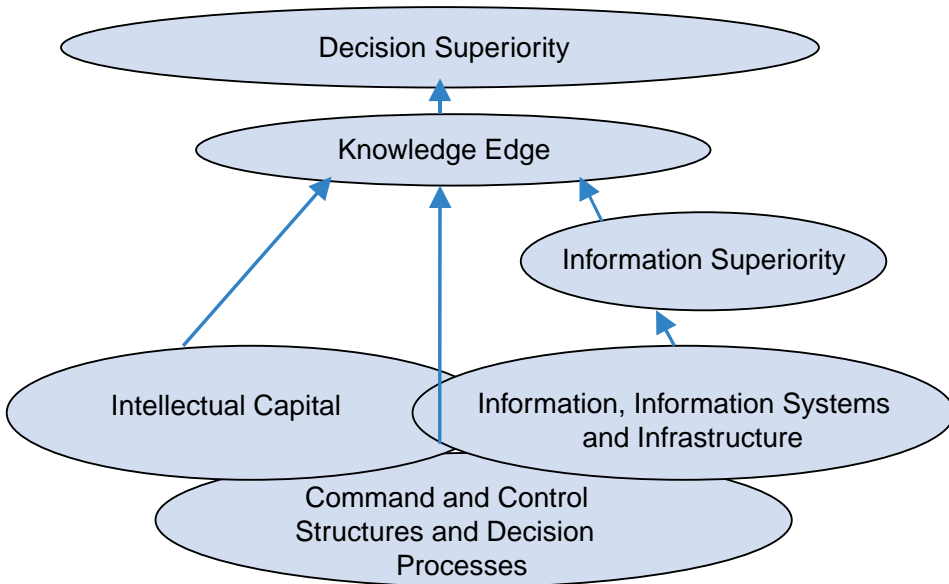 Decision Superiority
Knowledge Edge
Information Superiority
Intellectual Capital
Information, Information Systems
and Infrastructure
Command and Control
Structures and Decision
Processes